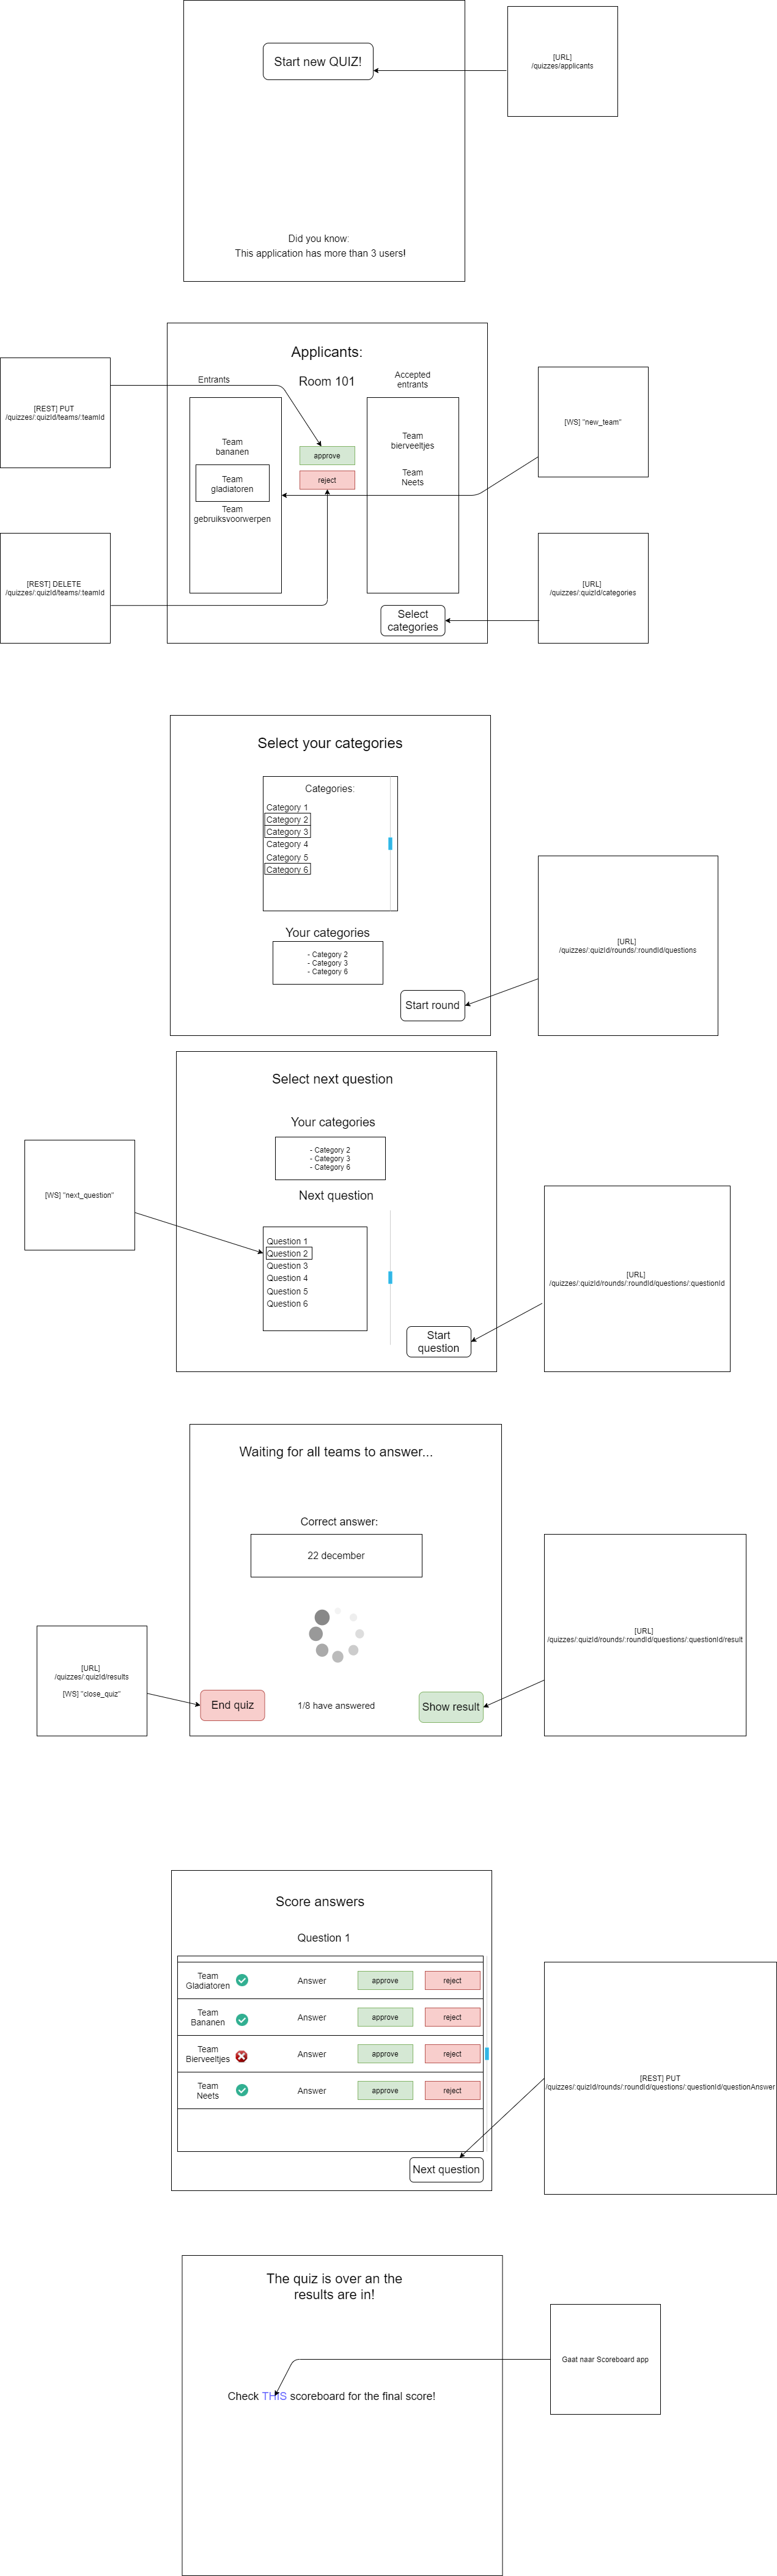 Start new QUIZ!
[URL]
/quizzes/applicants
Did you know:
This application has more than 3 users!
Applicants:
Entrants
Room 101
Accepted
entrants
[REST] PUT
/quizzes/:quizId/teams/:teamId
[WS] "new_team"
Team
bananen
Team
gladiatoren
Team
gebruiksvoorwerpen
approve
reject
Team
bierveeltjes
Team
Neets
[REST] DELETE
/quizzes/:quizId/teams/:teamId
[URL]
/quizzes/:quizId/categories
Select
categories
Select your categories
Categories:
Category 1
Category 2
Category 3
Category 4
Category 5
Category 6
Your categories
- Category 2
- Category 3
- Category 6
Start round
[URL]
/quizzes/:quizId/rounds/:roundId/questions
Select next question
Your categories
- Category 2
- Category 3
- Category 6
Next question
[WS] "next_question"
Question 1
Question 2
Question 3
Question 4
Question 5
Question 6
Start
question
[URL]
/quizzes/:quizId/rounds/:roundId/questions/:questionId
Waiting for all teams to answer...
Correct answer:
22 december
[URL]
/quizzes/:quizId/rounds/:roundId/questions/:questionId/result
[URL]
/quizzes/:quizId/results
[WS] "close_quiz"
End quiz
1/8 have answered
Show result
Score answers
Question 1
Team
Gladiatoren
Answer
approve
reject
Team
Bananen
Answer
approve
reject
Team
Bierveeltjes
Answer
approve
reject
Team
Neets
Answer
approve
reject
Next question
[REST] PUT
/quizzes/:quizId/rounds/:roundId/questions/:questionId/questionAnswer
The quiz is over an the
results are in!
Gaat naar Scoreboard app
Check THIS scoreboard for the final score!